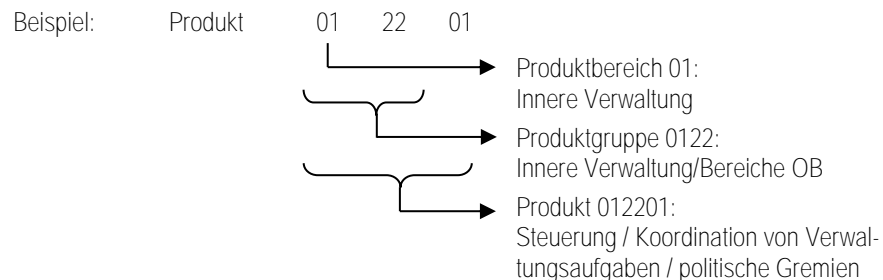 Beispiel: Produkt 01 22 01
Produktbereich 01:
Innere Verwaltung
Produktgruppe 0122:
Innere Verwaltung/Bereiche OB
Produkt 012201:
Steuerung / Koordination von Verwal-
tungsaufgaben / politische Gremien